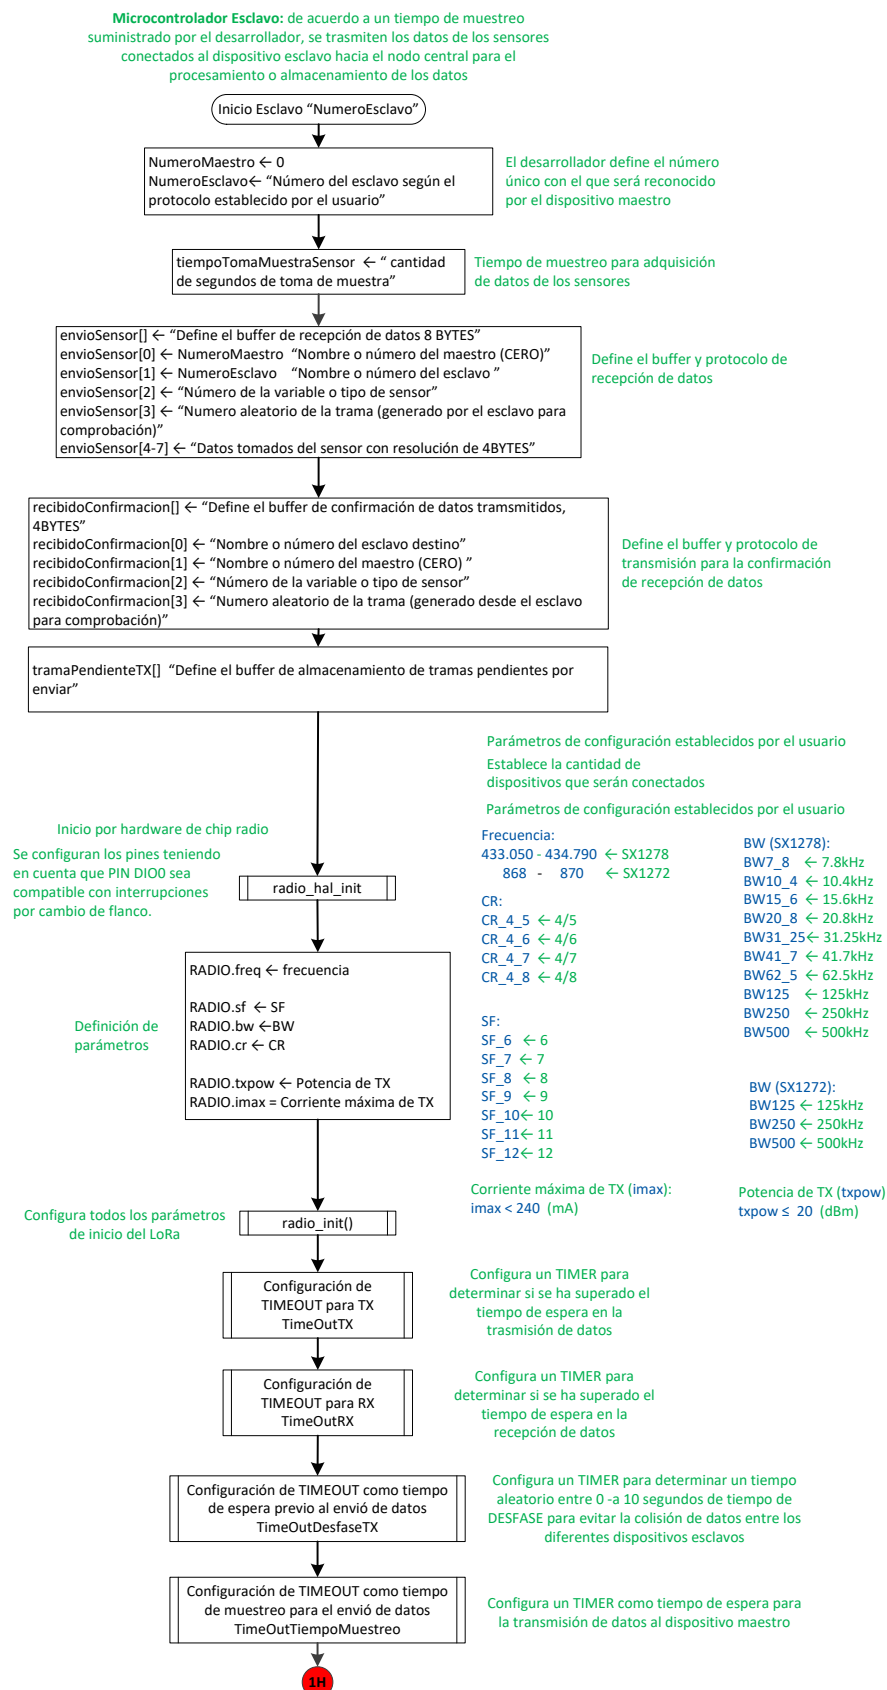 Microcontrolador Esclavo: de acuerdo a un tiempo de muestreo
suministrado por el desarrollador, se trasmiten los datos de los sensores
conectados al dispositivo esclavo hacia el nodo central para el
procesamiento o almacenamiento de los datos
Inicio Esclavo “NumeroEsclavo”
NumeroMaestro ← 0
NumeroEsclavo← “Número del esclavo según el
protocolo establecido por el usuario”
El desarrollador define el número
único con el que será reconocido
por el dispositivo maestro
tiempoTomaMuestraSensor ← “ cantidad
de segundos de toma de muestra”
Tiempo de muestreo para adquisición
de datos de los sensores
envioSensor[] ← “Define el buffer de recepción de datos 8 BYTES”
envioSensor[0] ← NumeroMaestro “Nombre o número del maestro (CERO)”
envioSensor[1] ← NumeroEsclavo “Nombre o número del esclavo ”
envioSensor[2] ← “Número de la variable o tipo de sensor”
envioSensor[3] ← “Numero aleatorio de la trama (generado por el esclavo para
comprobación)”
envioSensor[4-7] ← “Datos tomados del sensor con resolución de 4BYTES”
Define el buffer y protocolo de
recepción de datos
recibidoConfirmacion[] ← “Define el buffer de confirmación de datos tramsmitidos,
4BYTES”
recibidoConfirmacion[0] ← “Nombre o número del esclavo destino”
recibidoConfirmacion[1] ← “Nombre o número del maestro (CERO) ”
recibidoConfirmacion[2] ← “Número de la variable o tipo de sensor”
recibidoConfirmacion[3] ← “Numero aleatorio de la trama (generado desde el esclavo
para comprobación)”
Define el buffer y protocolo de
transmisión para la confirmación
de recepción de datos
tramaPendienteTX[] “Define el buffer de almacenamiento de tramas pendientes por
enviar”
Parámetros de configuración establecidos por el usuario
Establece la cantidad de
dispositivos que serán conectados
Parámetros de configuración establecidos por el usuario
Inicio por hardware de chip radio
Se configuran los pines teniendo
en cuenta que PIN DIO0 sea
compatible con interrupciones
por cambio de flanco.
radio_hal_init
Frecuencia:
433.050 - 434.790 ← SX1278
868 - 870 ← SX1272
CR:
CR_4_5 ← 4/5
CR_4_6 ← 4/6
CR_4_7 ← 4/7
CR_4_8 ← 4/8
BW (SX1278):
BW7_8 ← 7.8kHz
BW10_4 ← 10.4kHz
BW15_6 ← 15.6kHz
BW20_8 ← 20.8kHz
BW31_25← 31.25kHz
BW41_7 ← 41.7kHz
BW62_5 ← 62.5kHz
BW125 ← 125kHz
BW250 ← 250kHz
BW500 ← 500kHz
Definición de
parámetros
RADIO.freq ← frecuencia
RADIO.sf ← SF
RADIO.bw ←BW
RADIO.cr ← CR
RADIO.txpow ← Potencia de TX
RADIO.imax = Corriente máxima de TX
SF:
SF_6 ← 6
SF_7 ← 7
SF_8 ← 8
SF_9 ← 9
SF_10← 10
SF_11← 11
SF_12← 12
BW (SX1272):
BW125 ← 125kHz
BW250 ← 250kHz
BW500 ← 500kHz
Corriente máxima de TX (imax):
imax < 240 (mA)
Potencia de TX (txpow)
txpow ≤ 20 (dBm)
Configura todos los parámetros
de inicio del LoRa
radio_init()
Configuración de
TIMEOUT para TX
TimeOutTX
Configura un TIMER para
determinar si se ha superado el
tiempo de espera en la
trasmisión de datos
Configuración de
TIMEOUT para RX
TimeOutRX
Configura un TIMER para
determinar si se ha superado el
tiempo de espera en la
recepción de datos
Configuración de TIMEOUT como tiempo
de espera previo al envió de datos
TimeOutDesfaseTX
Configura un TIMER para determinar un tiempo
aleatorio entre 0 -a 10 segundos de tiempo de
DESFASE para evitar la colisión de datos entre los
diferentes dispositivos esclavos
Configuración de TIMEOUT como tiempo
de muestreo para el envió de datos
TimeOutTiempoMuestreo
Configura un TIMER como tiempo de espera para
la transmisión de datos al dispositivo maestro
1H